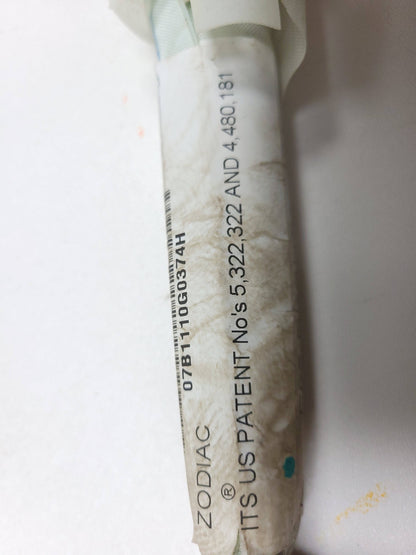 07B1110G0374H
ZODIAC
®
ITS US PATENT No's 5,322,322 AND 4,480,181